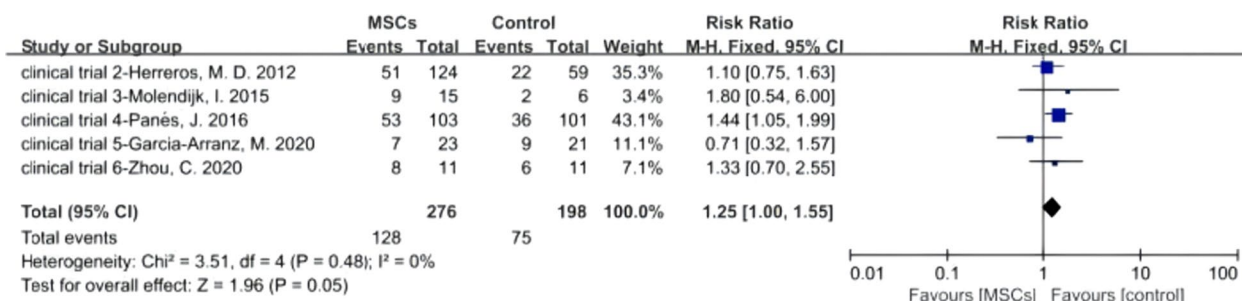 MSCs Control Risk Ratio Risk Ratio
Study or Subgroup Events Total Events Total Weight M-H. Fixed. 95% CI M-H. Fixed. 95% CI
clinical trial 2-Herreros, M. D. 2012 51 124 22 59 35.3% 1.10 [0.75, 1.63]
clinical trial 3-Molendijk, I. 2015 9 15 2 6 3.4% 1.80 [0.54, 6.00]
clinical trial 4-Panés, J. 2016 53 103 36 101 43.1% 1.44 [1.05, 1.99]
clinical trial 5-Garcia-Arranz, M. 2020 7 23 9 21 11.1% 0.71 [0.32, 1.57]
clinical trial 6-Zhou, C. 2020 8 11 6 11 7.1% 1.33 [0.70, 2.55]
Total (95% CI) 276 198 100.0% 1.25 [1.00, 1.55]
Total events 128 75
Heterogeneity: Chi² = 3.51, df = 4 (P = 0.48); I² = 0%
Test for overall effect: Z = 1.96 (P = 0.05)
0.01 0.1 1 10 100
Favours [MSCs] Favours [control]